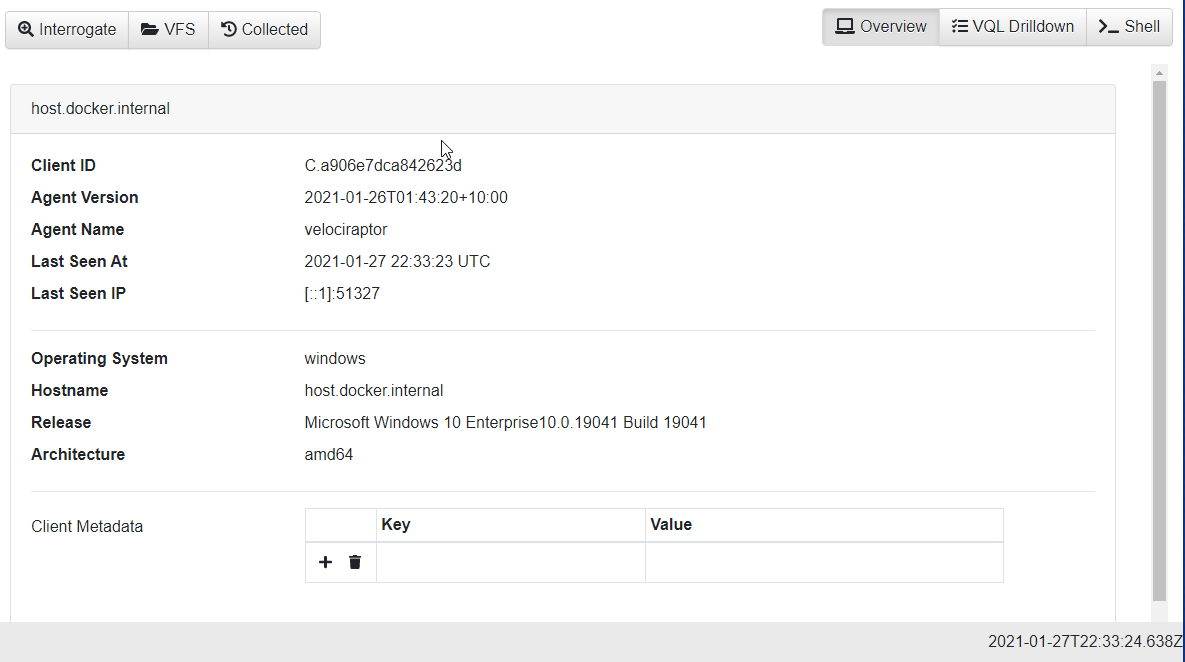 Interrogate VFS Collected Overview VQL Drilldown Shell
host.docker.internal
Client ID C.a906e7dca842623d
Agent Version 2021-01-26T01:43:20+10:00
Agent Name velociraptor
Last Seen At 2021-01-27 22:33:23 UTC
Last Seen IP [::1]:51327
Operating System windows
Hostname host.docker.internal
Release Microsoft Windows 10 Enterprise10.0.19041 Build 19041
Architecture amd64
Client Metadata Key Value
2021-01-27T22:33:24.638Z